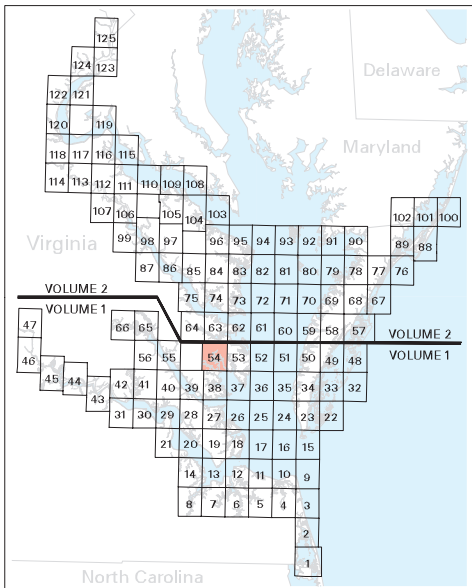 125
124 123
Delaware
122 121
120 119
Maryland
118 117 116 115
114 113 112 111 110 109 108
107 106 105 104 103 102 101 100
Virginia
99 98 97 96 95 94 93 92 91 90 89 88
87 86 85 84 83 82 81 80 79 78 77 76
VOLUME 2
75 74 73 72 71 70 69 68 67
VOLUME 1
47 66 65 64 63 62 61 60 59 58 57
VOLUME 2
VOLUME 1
46 56 55 54 53 52 51 50 49 48
45 44 43 42 41 40 39 38 37 36 35 34 33 32
31 30 29 28 27 26 25 24 23 22
21 20 19 18 17 16 15
14 13 12 11 10 9
8 7 6 5 4 3
2
1
North Carolina